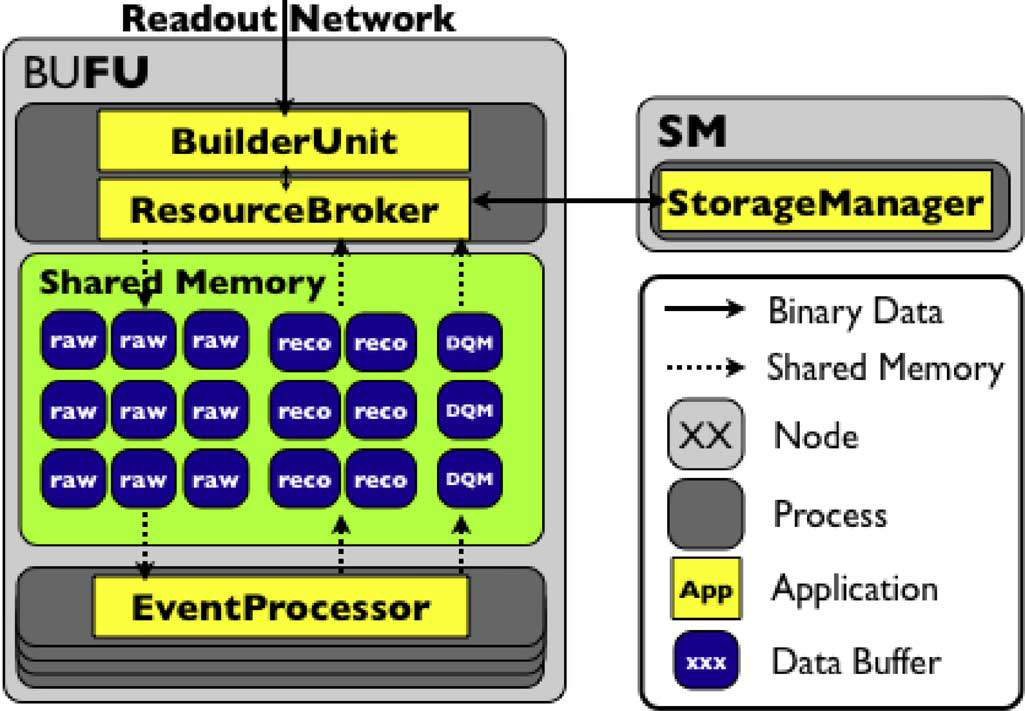 Readout Network
BUFU
BuilderUnit
ResourceBroker
SM
StorageManager
Shared Memory
raw raw raw reco reco DQM
raw raw raw reco reco DQM
raw raw raw reco reco DQM
EventProcessor
Binary Data
Shared Memory
XX Node
Process
App Application
xxx Data Buffer